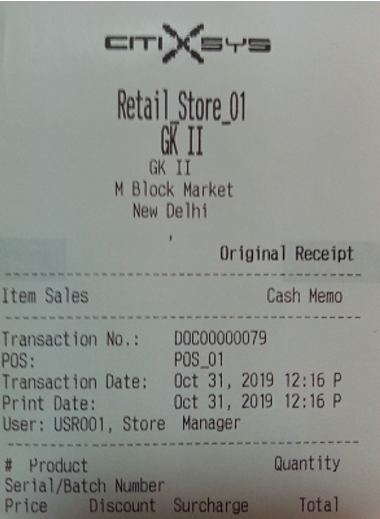 CITIXSYS
Retail_Store_01
GK II
GK II
M Block Market
New Delhi
,
Original Receipt
Item Sales Cash Memo
Transaction No.: DOC00000079
POS: POS_01
Transaction Date: Oct 31, 2019 12:16 P
Print Date: Oct 31, 2019 12:16 P
User: USR001, Store Manager
# Product Quantity
Serial/Batch Number
Price Discount Surcharge Total